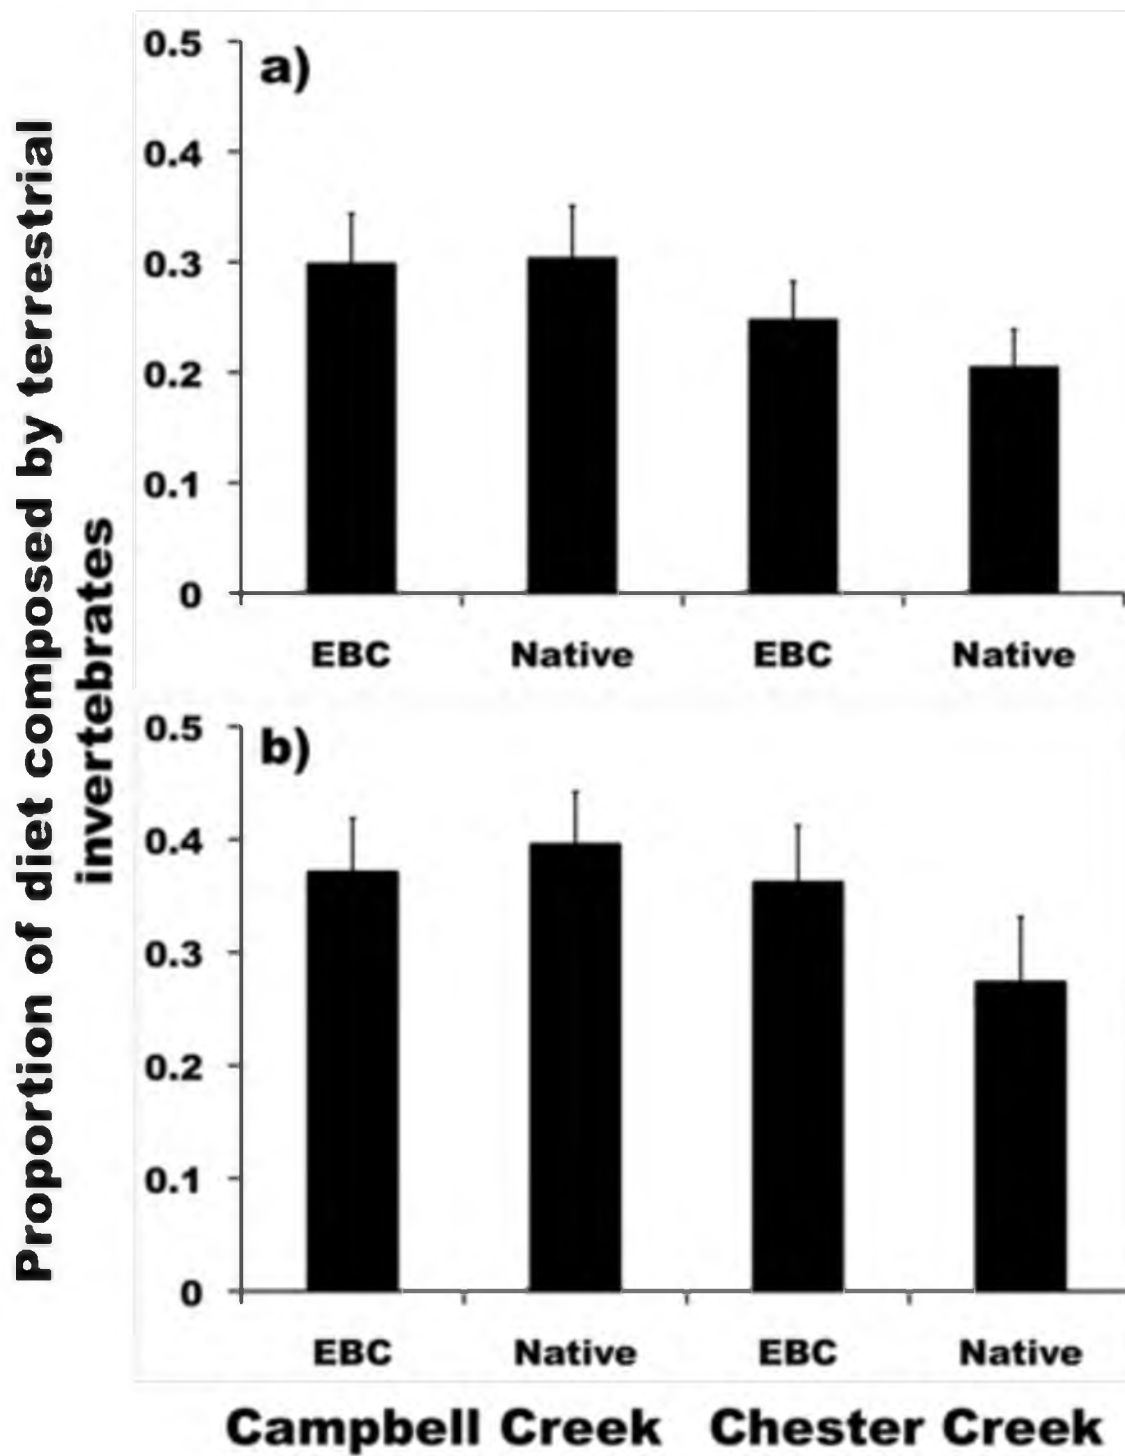 Proportion of diet composed by terrestrial
invertebrates
a)
0.5
0.4
0.3
0.2
0.1
0
EBC Native EBC Native
b)
0.5
0.4
0.3
0.2
0.1
0
EBC Native EBC Native
Campbell Creek Chester Creek